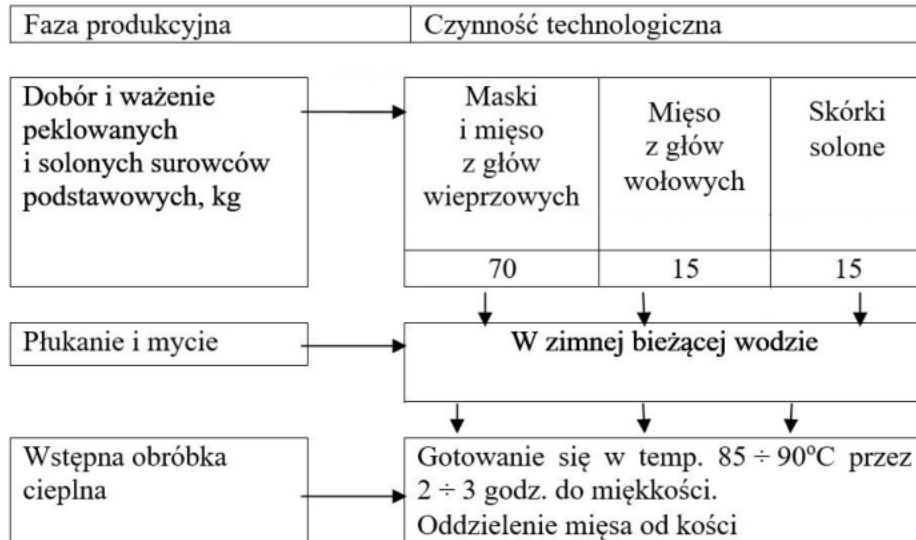 Faza produkcyjna
Czynność technologiczna
Dobór i ważenie
peklowanych
i solonych surowców
podstawowych, kg
Maski
i mięso
z głów
wieprzowych
Mięso
z głów
wołowych
Skórki
solone
70
15
15
Płukanie i mycie
W zimnej bieżącej wodzie
Wstępna obróbka
cieplna
Gotowanie się w temp. 85 ÷ 90°C przez
2 ÷ 3 godz. do miękkości.
Oddzielenie mięsa od kości